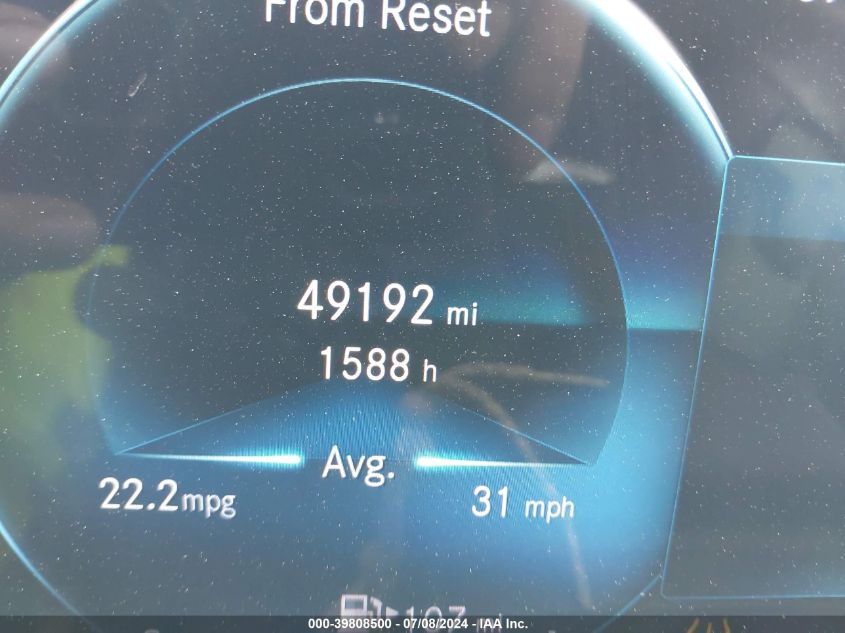 From Reset
49192 mi
1588 h
Avg.
22.2mpg
31 mph
000-39808500 - 07/08/2024 - IAA Inc.